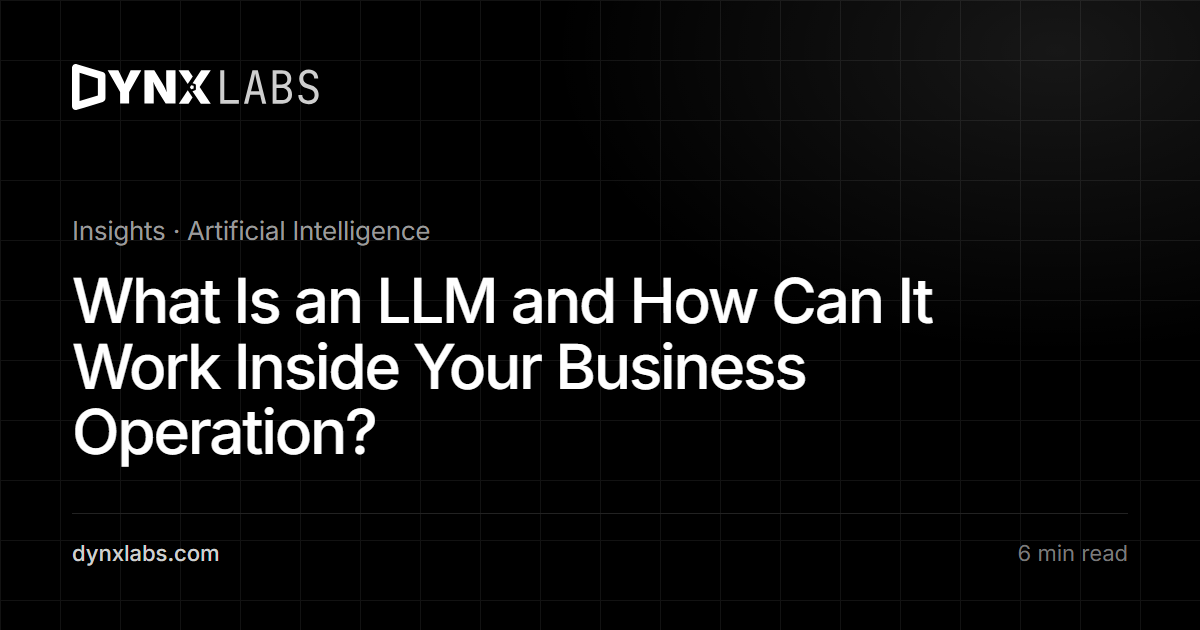 DYNX LABS
Insights · Artificial Intelligence
What Is an LLM and How Can It
Work Inside Your Business
Operation?
dynxlabs.com
6 min read